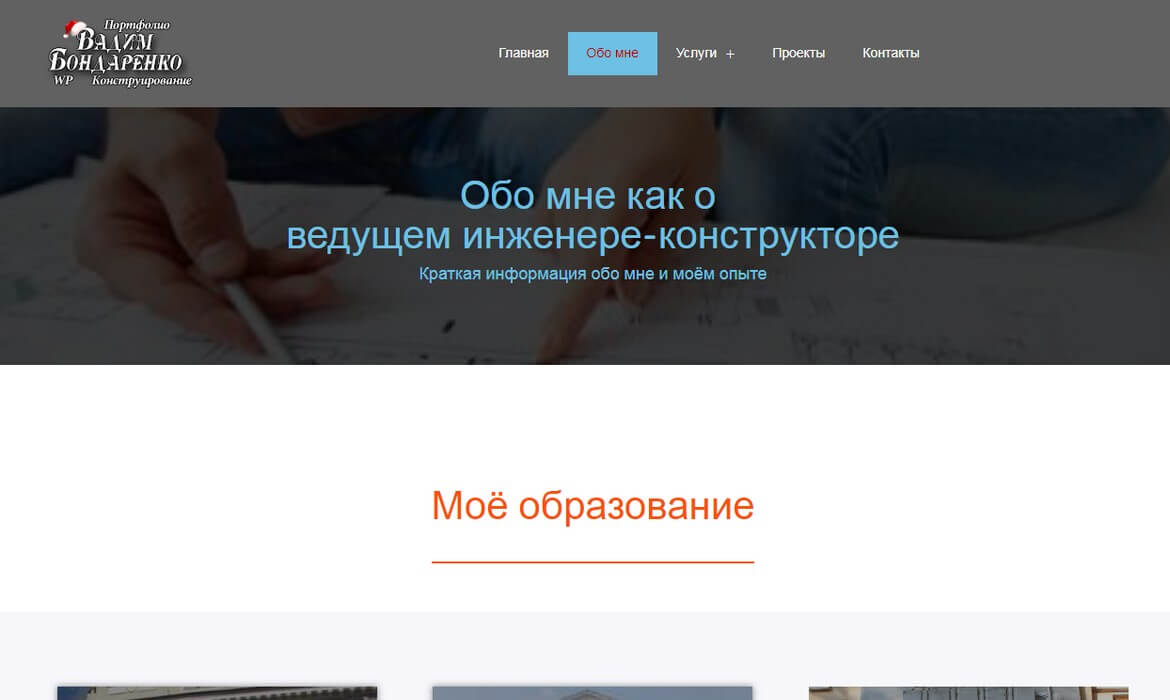 Портфолио
Вадим
Бондаренко
WP Конструирование
Главная
Обо мне
Услуги +
Проекты
Контакты
Обо мне как о
ведущем инженере-конструкторе
Краткая информация обо мне и моём опыте
Моё образование